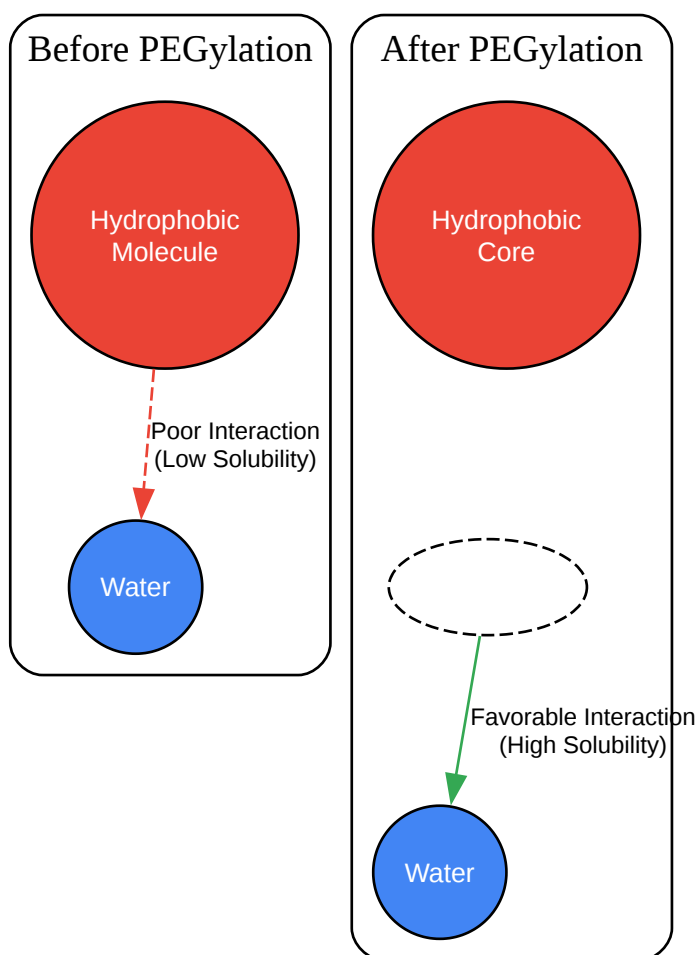 Before PEGylation
Hydrophobic
Molecule
Poor Interaction
(Low Solubility)
Water
After PEGylation
Hydrophobic
Core
Favorable Interaction
(High Solubility)
Water